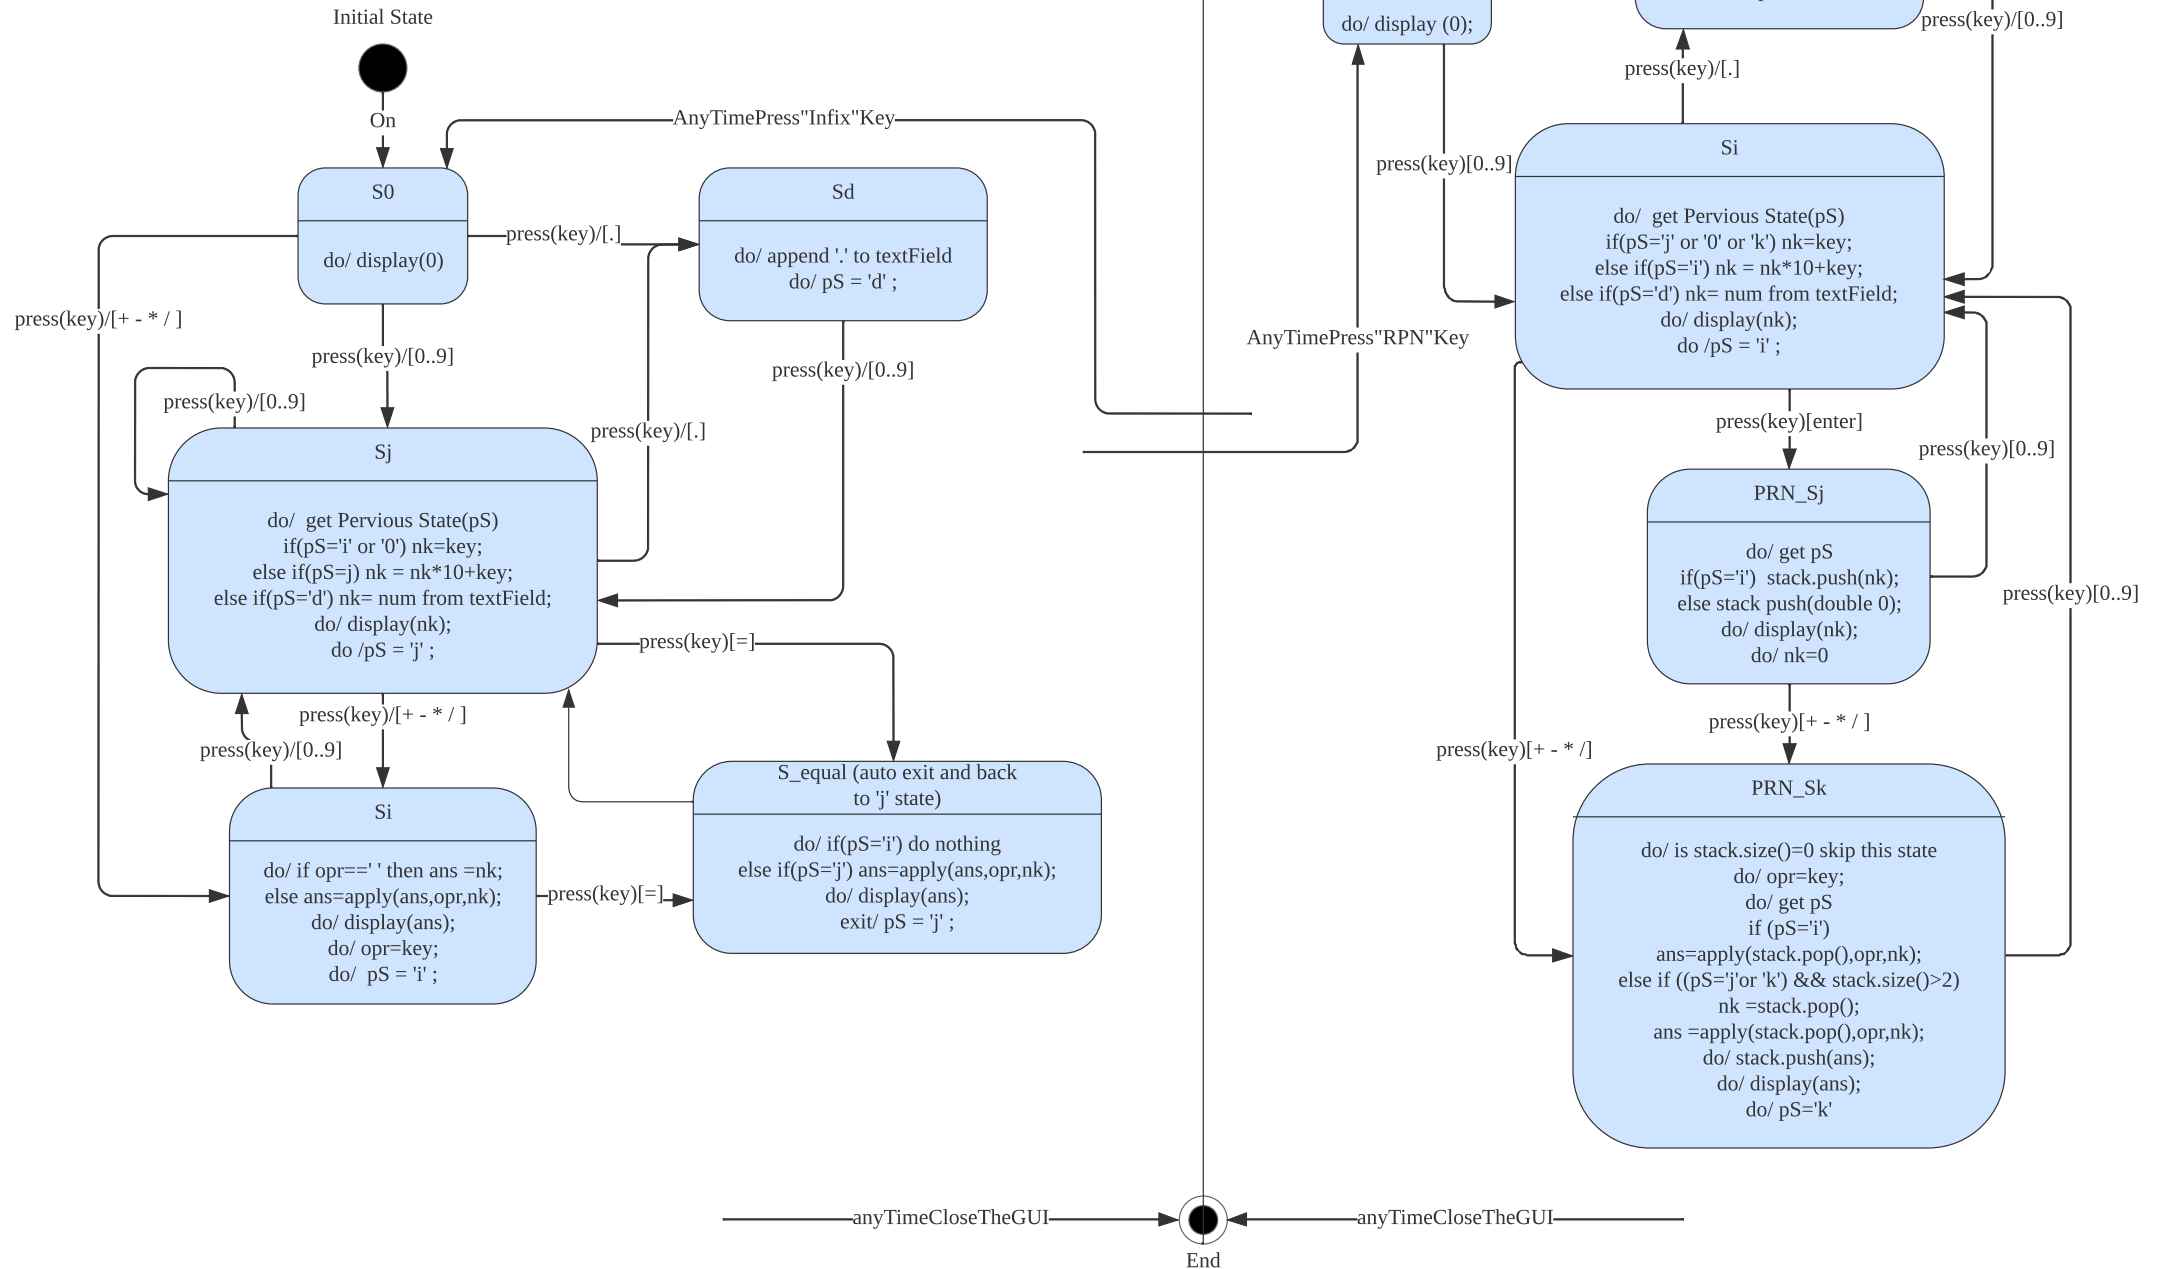 Initial State
On
AnyTimePress"Infix"Key
S0
do/ display(0)
press(key)/[.]
Sd
do/ append '.' to textField
do/ pS = 'd' ;
press(key)/[+ - * / ]
press(key)/[0..9]
press(key)/[0..9]
press(key)/[0..9]
press(key)/[.]
Sj
do/  get Pervious State(pS)
if(pS='i' or '0') nk=key;
else if(pS=j) nk = nk*10+key;
else if(pS='d') nk= num from textField;
do/ display(nk);
do /pS = 'j' ;
press(key)[=]
press(key)/[+ - * / ]
press(key)/[0..9]
Si
do/ if opr==' ' then ans =nk;
else ans=apply(ans,opr,nk);
do/ display(ans);
do/ opr=key;
do/  pS = 'i' ;
press(key)[=]
S_equal (auto exit and back
to 'j' state)
do/ if(pS='i') do nothing
else if(pS='j') ans=apply(ans,opr,nk);
do/ display(ans);
exit/ pS = 'j' ;
do/ display (0);
press(key)/[0..9]
press(key)/[.]
press(key)[0..9]
AnyTimePress"RPN"Key
Si
do/  get Pervious State(pS)
if(pS='j' or '0' or 'k') nk=key;
else if(pS='i') nk = nk*10+key;
else if(pS='d') nk= num from textField;
do/ display(nk);
do /pS = 'i' ;
press(key)[enter]
press(key)[0..9]
PRN_Sj
do/ get pS
if(pS='i')  stack.push(nk);
else stack push(double 0);
do/ display(nk);
do/ nk=0
press(key)[0..9]
press(key)[+ - * / ]
press(key)[+ - * /]
PRN_Sk
do/ is stack.size()=0 skip this state
do/ opr=key;
do/ get pS
if (pS='i')
ans=apply(stack.pop(),opr,nk);
else if ((pS='j'or 'k') && stack.size()>2)
nk =stack.pop();
ans =apply(stack.pop(),opr,nk);
do/ stack.push(ans);
do/ display(ans);
do/ pS='k'
anyTimeCloseTheGUI
anyTimeCloseTheGUI
End